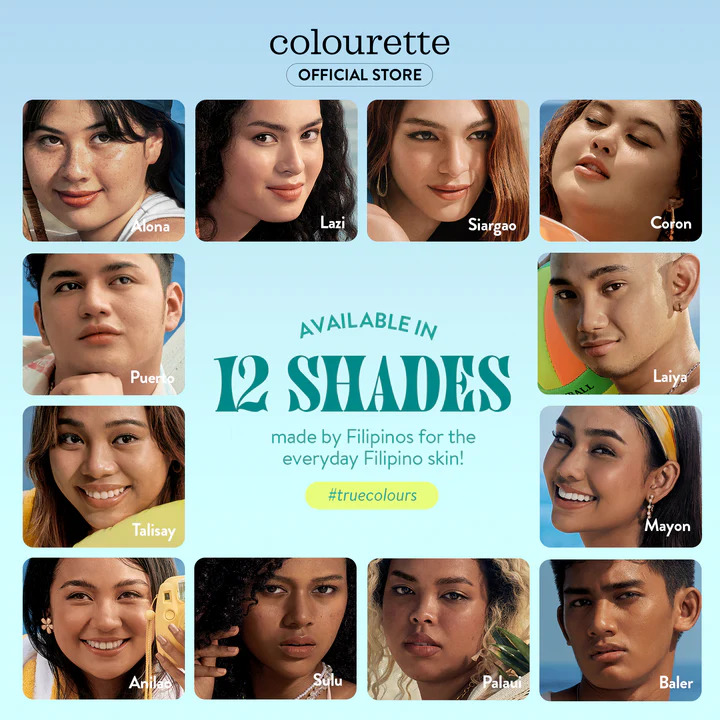 colourette
OFFICIAL STORE
Alona
Lazi
Siargao
Coron
Puerto
Laiya
AVAILABLE IN
12 SHADES
made by Filipinos for the
everyday Filipino skin!
#truecolours
Talisay
Mayon
Anilao
Sulu
Palaui
Baler